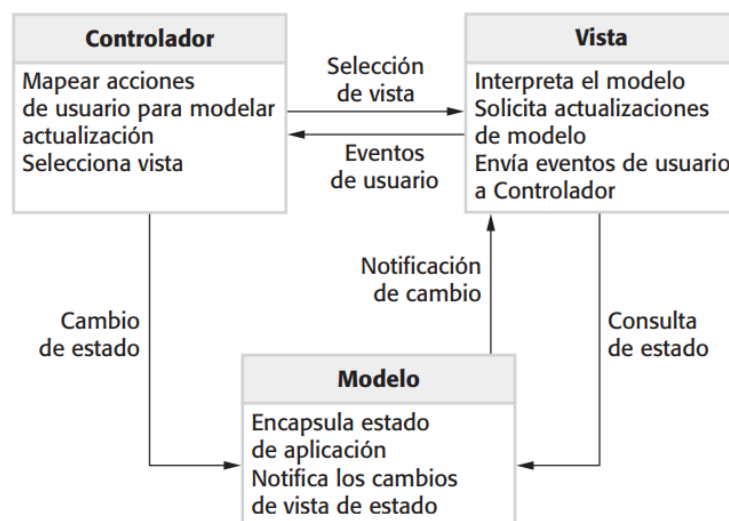 Controlador
Mapear acciones
de usuario para modelar
actualización
Selecciona vista
Selección
de vista
Eventos
de usuario
Vista
Interpreta el modelo
Solicita actualizaciones
de modelo
Envía eventos de usuario
a Controlador
Cambio
de estado
Notificación
de cambio
Consulta
de estado
Modelo
Encapsula estado
de aplicación
Notifica los cambios
de vista de estado